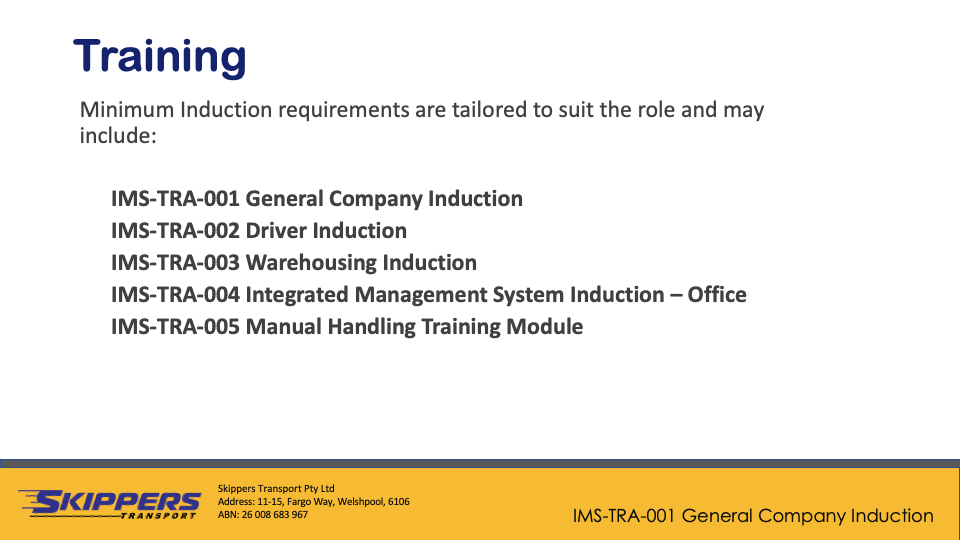 Training
Minimum Induction requirements are tailored to suit the role and may
include:
IMS-TRA-001 General Company Induction
IMS-TRA-002 Driver Induction
IMS-TRA-003 Warehousing Induction
IMS-TRA-004 Integrated Management System Induction – Office
IMS-TRA-005 Manual Handling Training Module
SKIPPERS
TRANSPORT
Skippers Transport Pty Ltd
Address: 11-15, Fargo Way, Welshpool, 6106
ABN: 26 008 683 967
IMS-TRA-001 General Company Induction